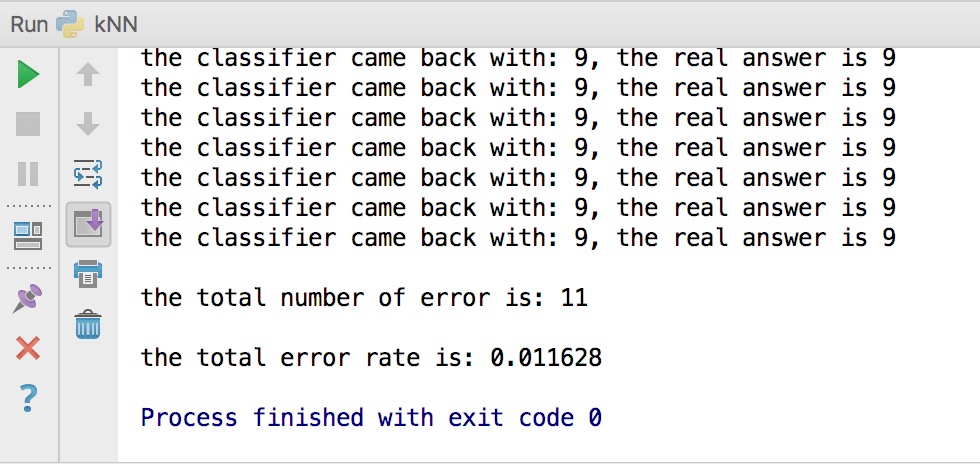 Run kNN
the classifier came back with: 9, the real answer is 9
the classifier came back with: 9, the real answer is 9
the classifier came back with: 9, the real answer is 9
the classifier came back with: 9, the real answer is 9
the classifier came back with: 9, the real answer is 9
the classifier came back with: 9, the real answer is 9
the classifier came back with: 9, the real answer is 9
the total number of error is: 11
the total error rate is: 0.011628
Process finished with exit code 0